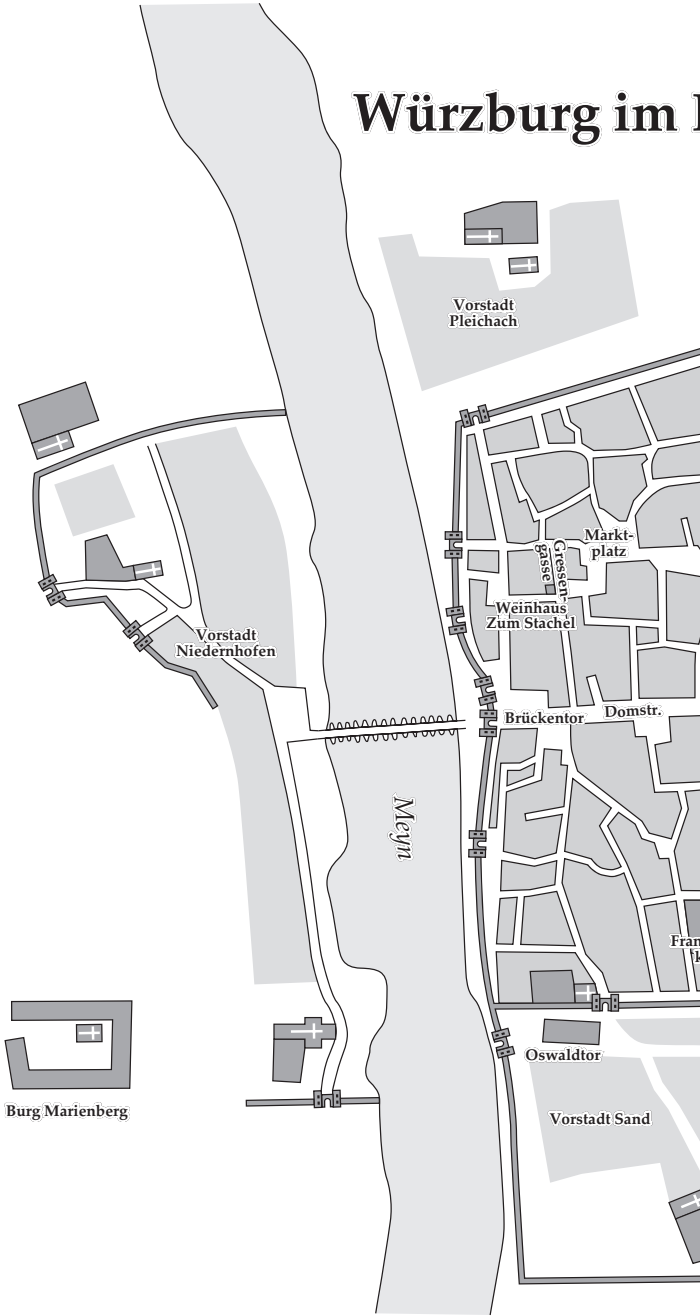 Würzburg im
Vorstadt
Pleichach
Markt-
platz
Gressen-
gasse
Weinhaus
Zum Stachel
Vorstadt
Niedernhofen
Brückentor
Domstr.
Meyn
Oswaldtor
Burg Marienberg
Vorstadt Sand